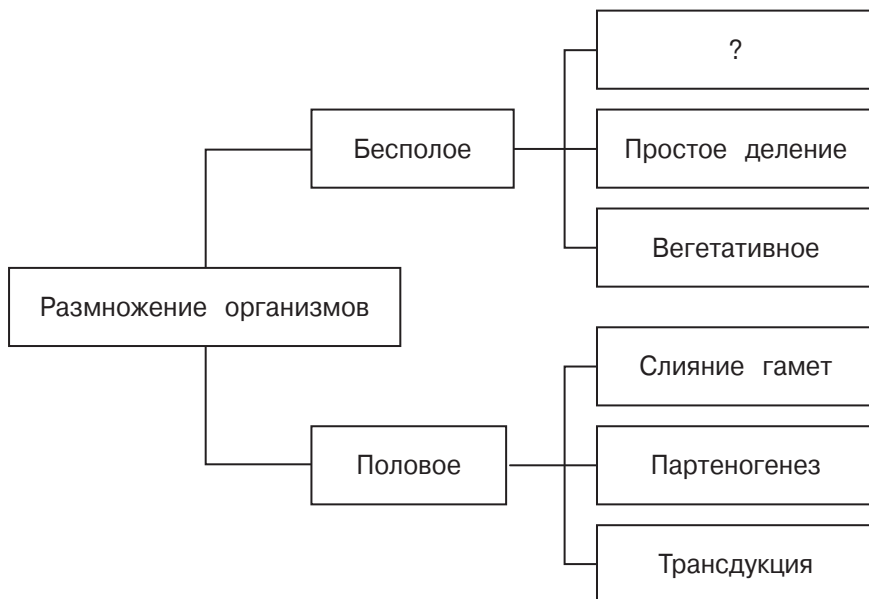 ?
Бесполое
Простое деление
Вегетативное
Размножение организмов
Слияние гамет
Половое
Партеногенез
Трансдукция